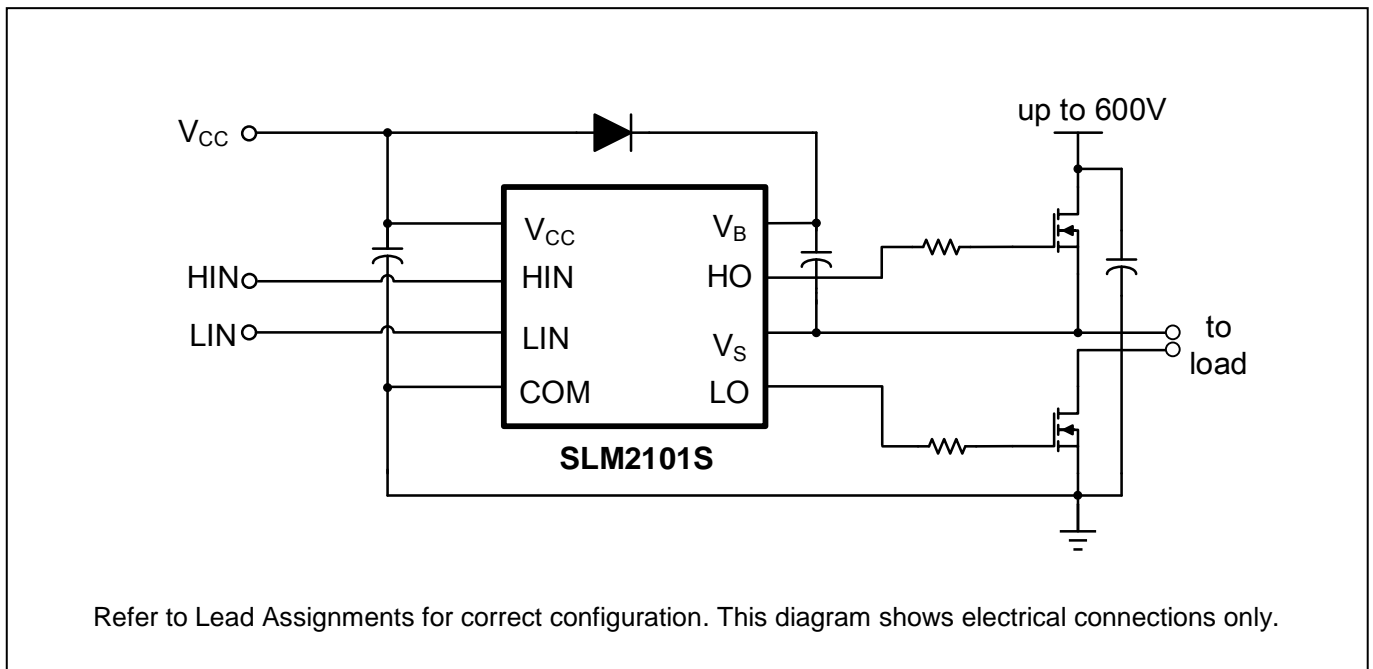 up to 600V
VCC
VCC
VB
HIN
HIN
HO
LIN
LIN
VS
to
load
COM
LO
SLM2101S
Refer to Lead Assignments for correct configuration. This diagram shows electrical connections only.